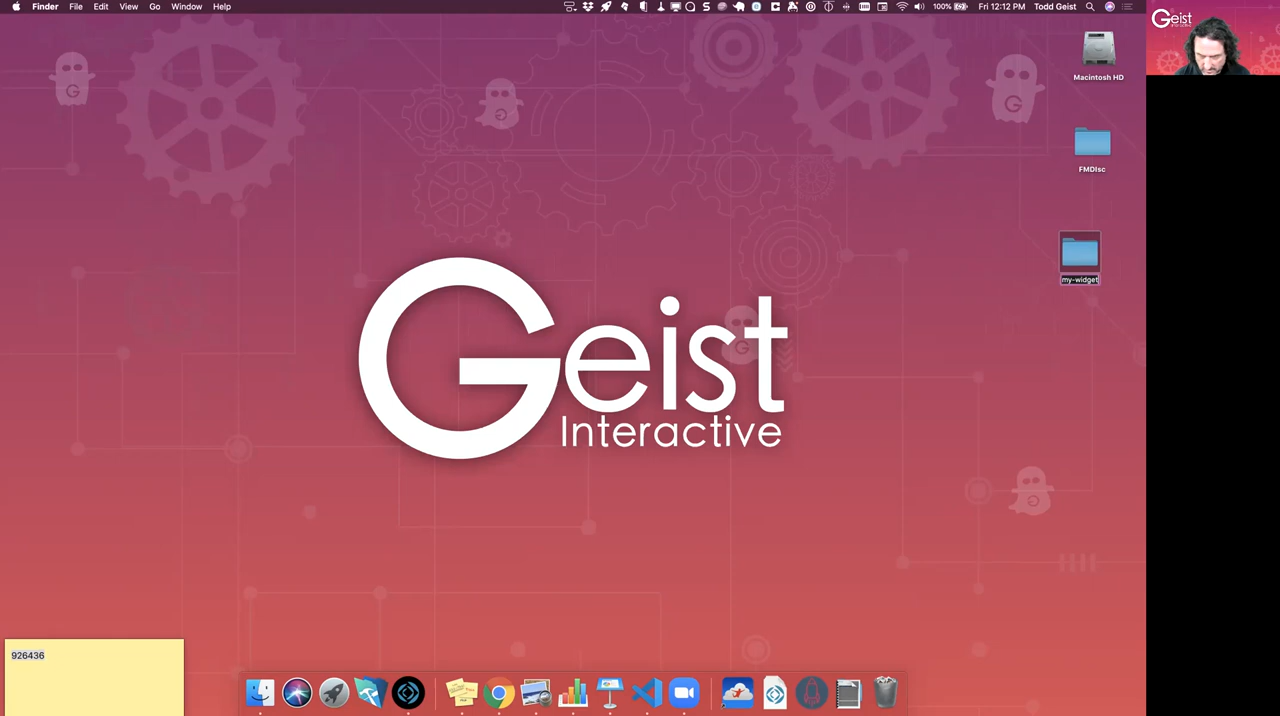 Finder File Edit View Go Window Help
100% Fri 12:12 PM Todd Geist
Geist
Interactive
Macintosh HD
FMDIsc
my-widget
Geist
Interactive
926436